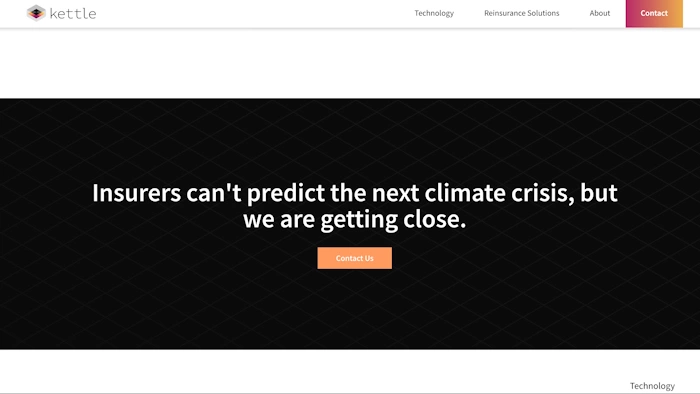 kettle
Technology
Reinsurance Solutions
About
Contact
Insurers can't predict the next climate crisis, but
we are getting close.
Contact Us
Technology